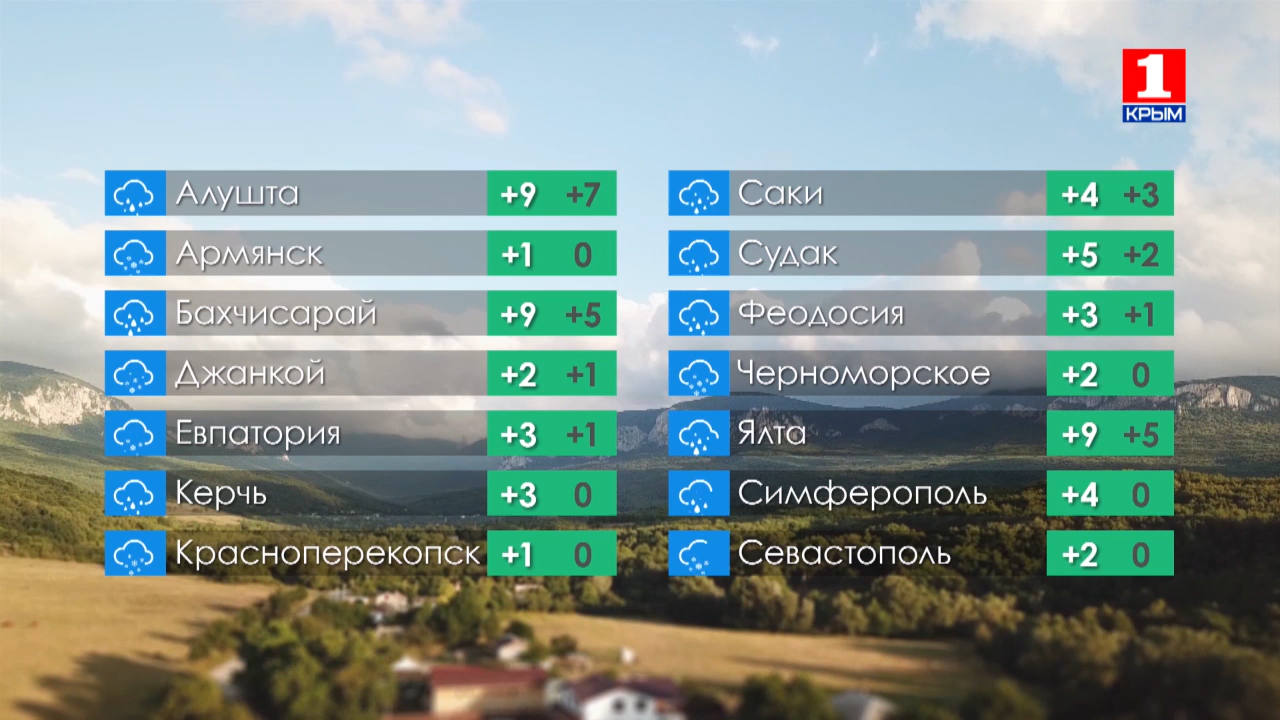 1
КРЫМ
Алушта +9 +7
Армянск +1 0
Бахчисарай +9 +5
Джанкой +2 +1
Евпатория +3 +1
Керчь +3 0
Красноперекопск +1 0
Саки +4 +3
Судак +5 +2
Феодосия +3 +1
Черноморское +2 0
Ялта +9 +5
Симферополь +4 0
Севастополь +2 0